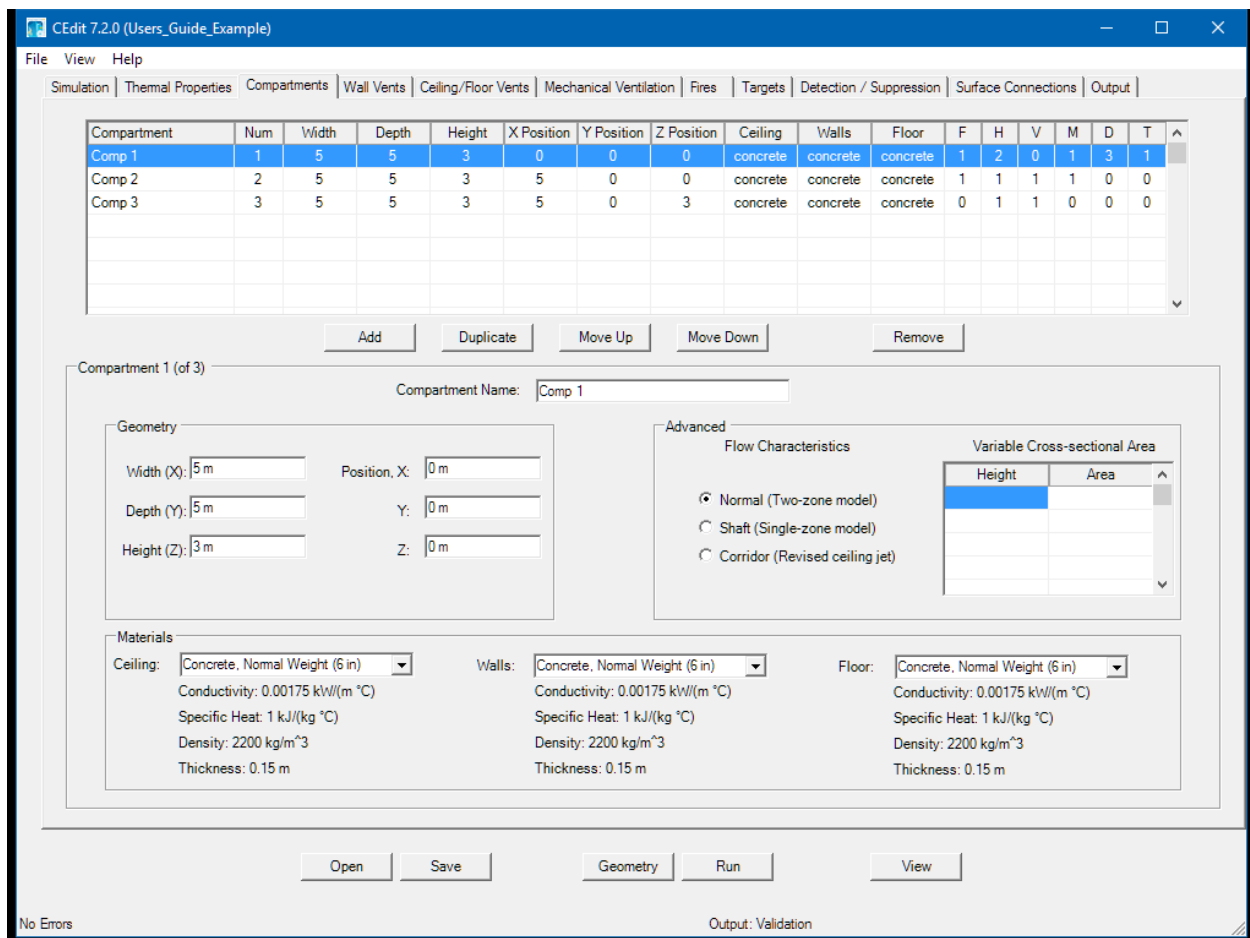 CEdit 7.2.0 (Users_Guide_Example)
File View Help
Simulation Thermal Properties Compartments Wall Vents Ceiling/Floor Vents Mechanical Ventilation Fires Targets Detection / Suppression Surface Connections Output
Compartment Num Width Depth Height X Position Y Position Z Position Ceiling Walls Floor F H V M D T
Comp 1 1 5 5 3 0 0 0 concrete concrete concrete 1 2 0 1 3 1
Comp 2 2 5 5 3 5 0 0 concrete concrete concrete 1 1 1 1 0 0
Comp 3 3 5 5 3 5 0 3 concrete concrete concrete 0 1 1 0 0 0
Add Duplicate Move Up Move Down Remove
Compartment 1 (of 3)
Compartment Name: Comp 1
Geometry
Width (X): 5 m Position, X: 0 m
Depth (Y): 5 m Y: 0 m
Height (Z): 3 m Z: 0 m
Advanced
Flow Characteristics Variable Cross-sectional Area
Height Area
Normal (Two-zone model)
Shaft (Single-zone model)
Corridor (Revised ceiling jet)
Materials
Ceiling: Concrete, Normal Weight (6 in) Walls: Concrete, Normal Weight (6 in) Floor: Concrete, Normal Weight (6 in)
Conductivity: 0.00175 kW/(m °C) Conductivity: 0.00175 kW/(m °C) Conductivity: 0.00175 kW/(m °C)
Specific Heat: 1 kJ/(kg °C) Specific Heat: 1 kJ/(kg °C) Specific Heat: 1 kJ/(kg °C)
Density: 2200 kg/m^3 Density: 2200 kg/m^3 Density: 2200 kg/m^3
Thickness: 0.15 m Thickness: 0.15 m Thickness: 0.15 m
Open Save Geometry Run View
No Errors Output: Validation